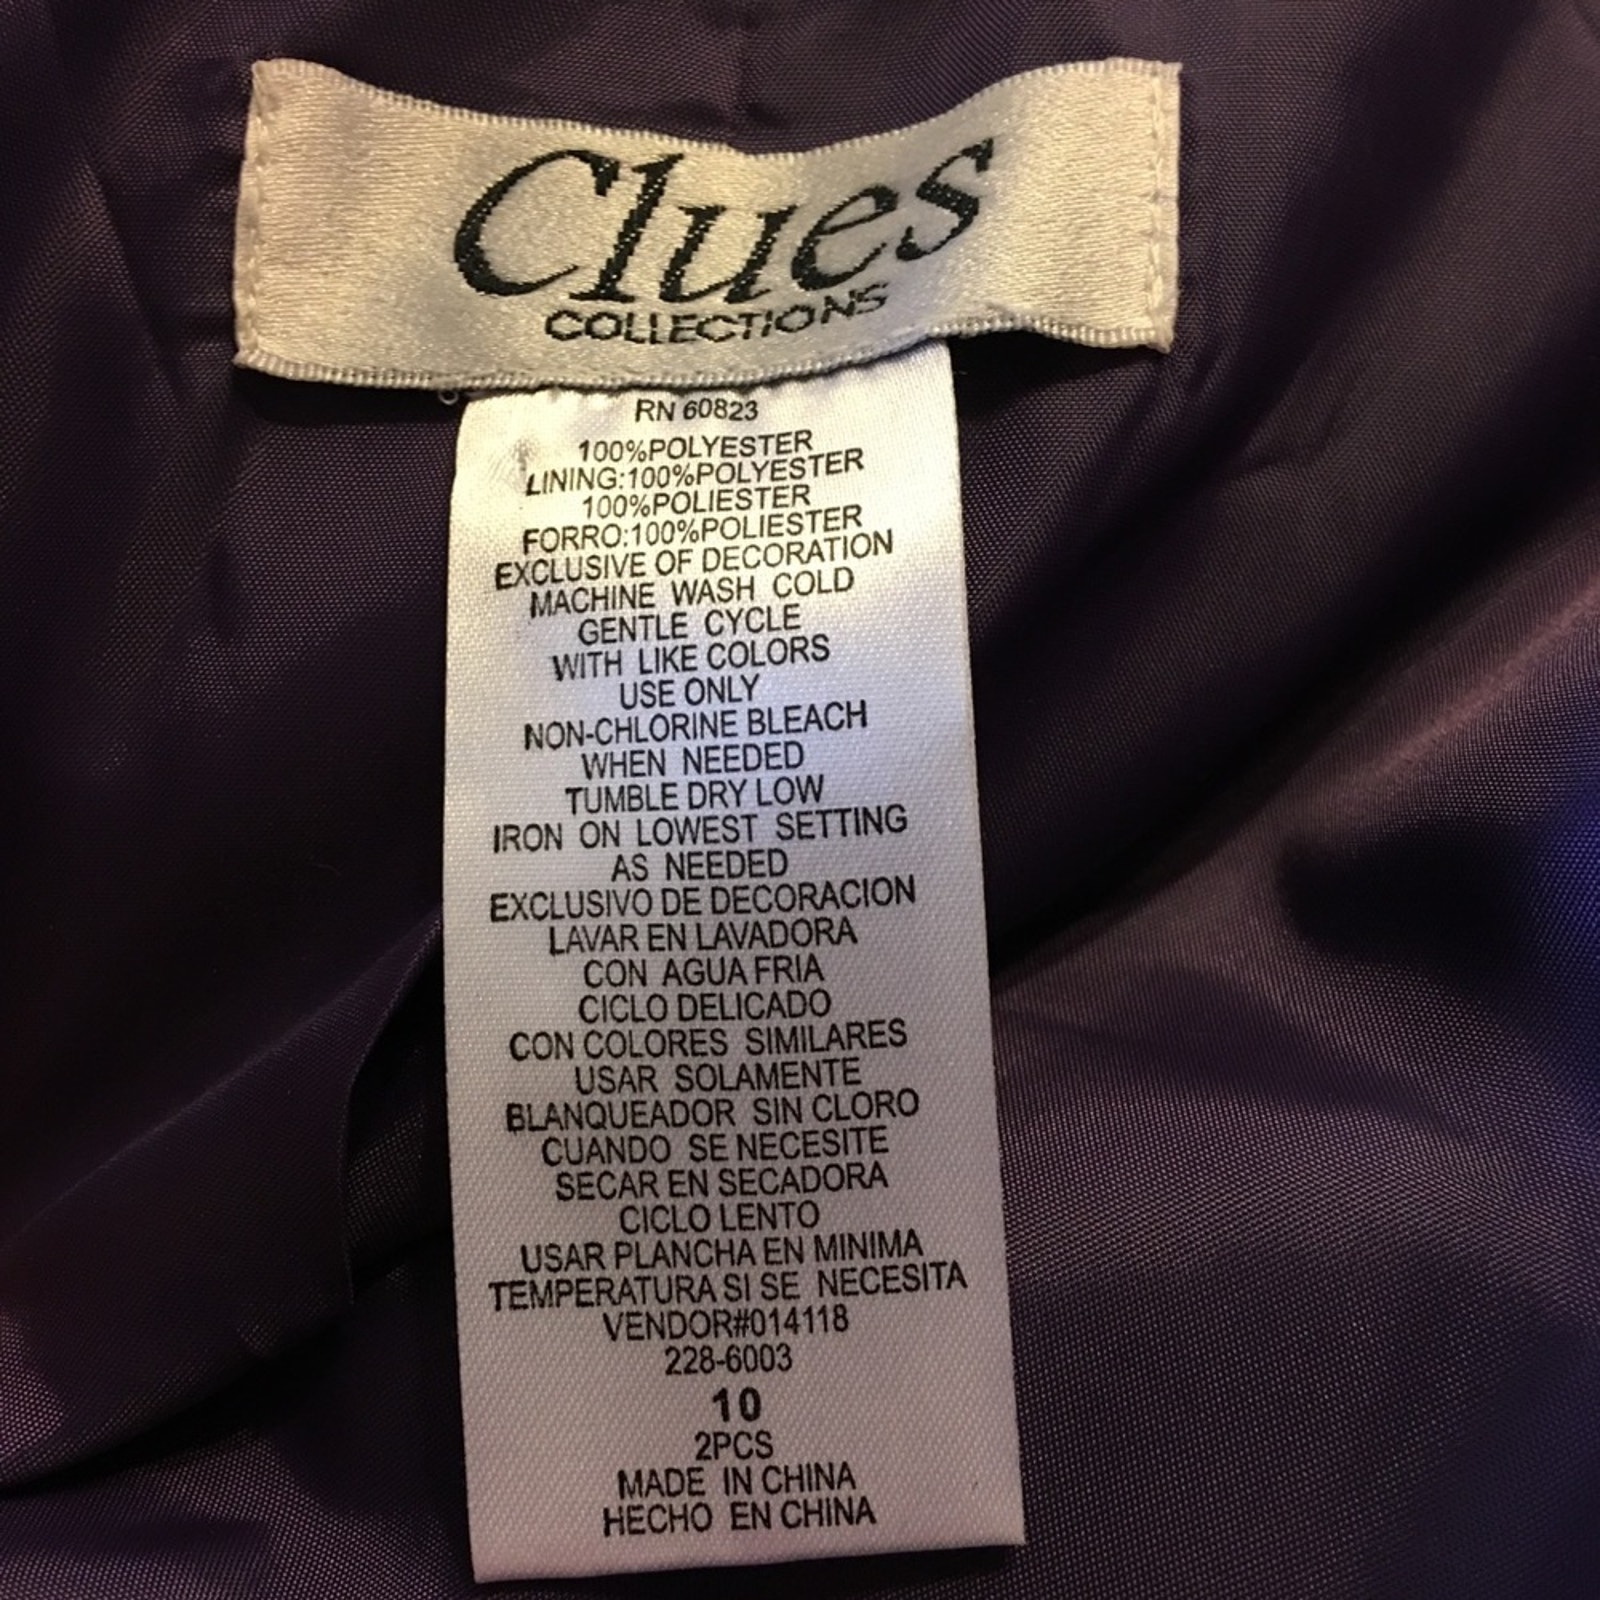 Clues
COLLECTIONS
RN 60823
100%POLYESTER
LINING:100%POLYESTER
100%POLIESTER
FORRO:100%POLIESTER
EXCLUSIVE OF DECORATION
MACHINE WASH COLD
GENTLE CYCLE
WITH LIKE COLORS
USE ONLY
NON-CHLORINE BLEACH
WHEN NEEDED
TUMBLE DRY LOW
IRON ON LOWEST SETTING
AS NEEDED
EXCLUSIVO DE DECORACION
LAVAR EN LAVADORA
CON AGUA FRIA
CICLO DELICADO
CON COLORES SIMILARES
USAR SOLAMENTE
BLANQUEADOR SIN CLORO
CUANDO SE NECESITE
SECAR EN SECADORA
CICLO LENTO
USAR PLANCHA EN MINIMA
TEMPERATURA SI SE NECESITA
VENDOR#014118
228-6003
10
2PCS
MADE IN CHINA
HECHO EN CHINA